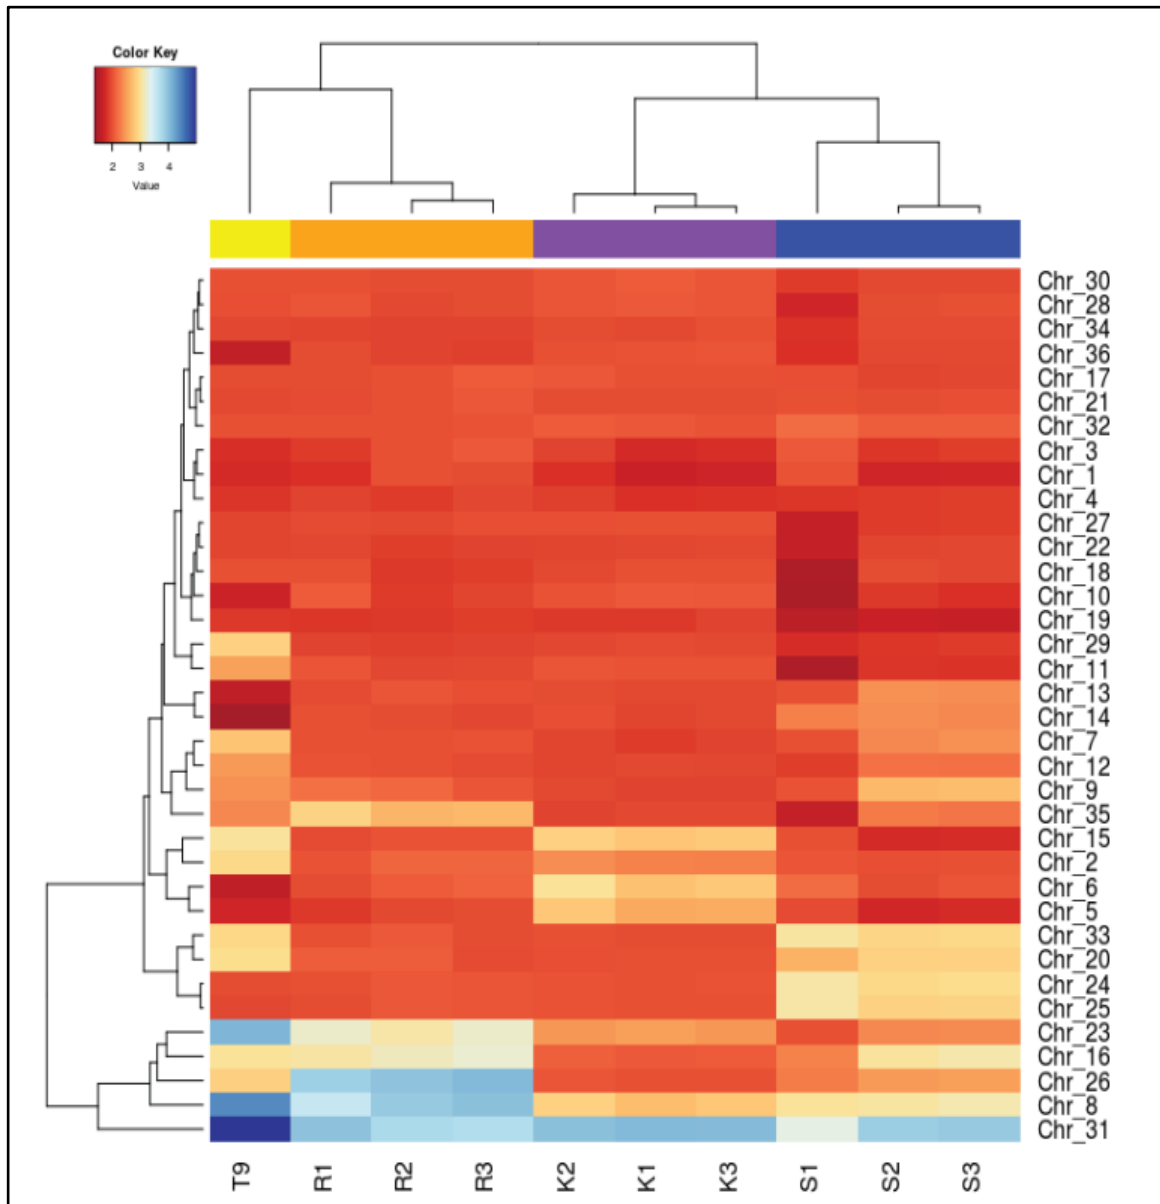 Color Key
2 3 4
Value
Chr_30
Chr_28
Chr_34
Chr_36
Chr_17
Chr_21
Chr_32
Chr_3
Chr_1
Chr_4
Chr_27
Chr_22
Chr_18
Chr_10
Chr_19
Chr_29
Chr_11
Chr_13
Chr_14
Chr_7
Chr_12
Chr_9
Chr_35
Chr_15
Chr_2
Chr_6
Chr_5
Chr_33
Chr_20
Chr_24
Chr_25
Chr_23
Chr_16
Chr_26
Chr_8
Chr_31
T9 R1 R2 R3 K2 K1 K3 S1 S2 S3